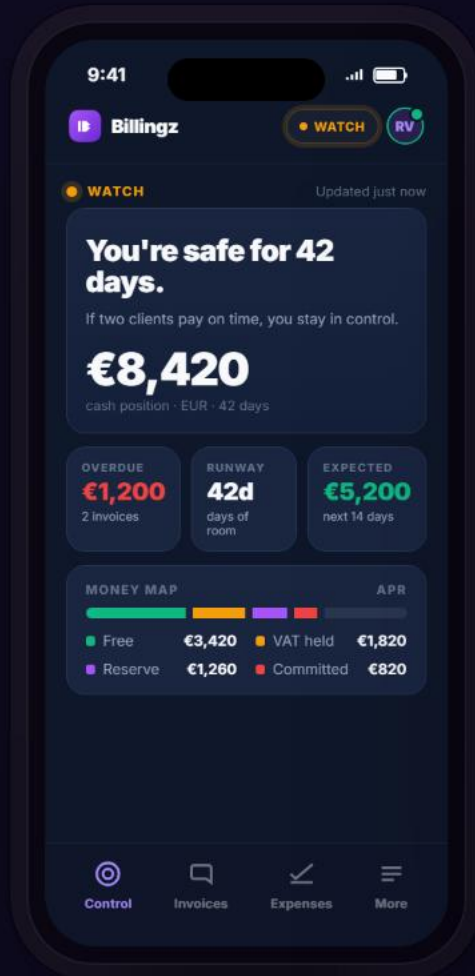 9:41
Billingz
WATCH
RV
WATCH
Updated just now
You're safe for 42
days.
If two clients pay on time, you stay in control.
€8,420
cash position · EUR · 42 days
OVERDUE
€1,200
2 invoices
RUNWAY
42d
days of
room
EXPECTED
€5,200
next 14 days
MONEY MAP
APR
Free €3,420
VAT held €1,820
Reserve €1,260
Committed €820
Control
Invoices
Expenses
More